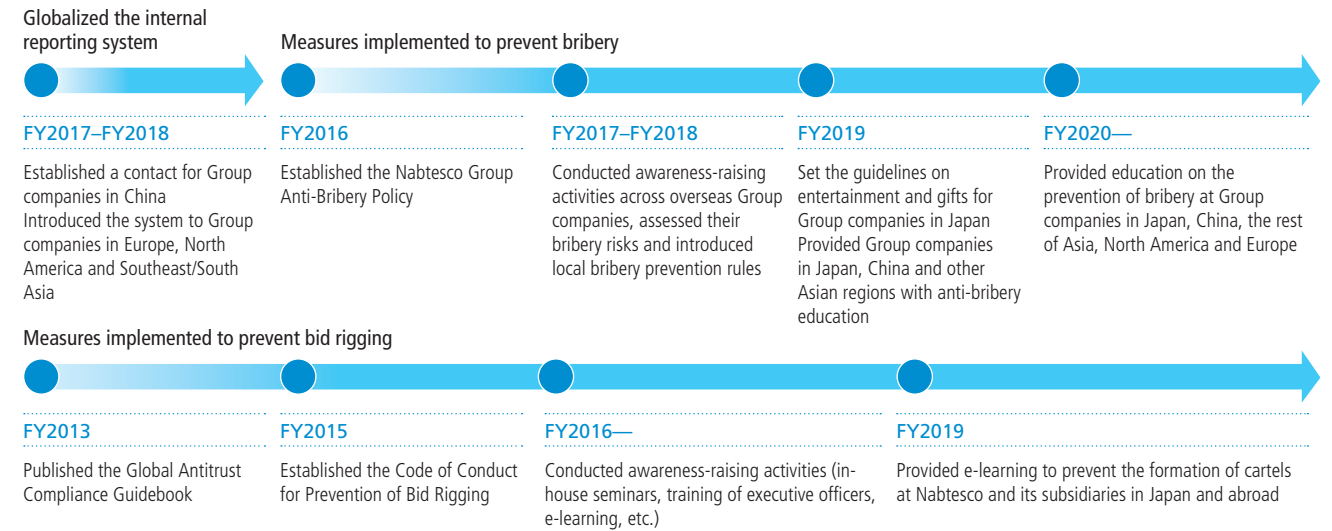 Globalized the internal
reporting system
FY2017–FY2018
Established a contact for Group
companies in China
Introduced the system to Group
companies in Europe, North
America and Southeast/South
Asia
Measures implemented to prevent bribery
FY2016
Established the Nabtesco Group
Anti-Bribery Policy
FY2017–FY2018
Conducted awareness-raising
activities across overseas Group
companies, assessed their
bribery risks and introduced
local bribery prevention rules
FY2019
Set the guidelines on
entertainment and gifts for
Group companies in Japan
Provided Group companies
in Japan, China and other
Asian regions with anti-bribery
education
FY2020—
Provided education on the
prevention of bribery at Group
companies in Japan, China, the rest
of Asia, North America and Europe
Measures implemented to prevent bid rigging
FY2013
Published the Global Antitrust
Compliance Guidebook
FY2015
Established the Code of Conduct
for Prevention of Bid Rigging
FY2016—
Conducted awareness-raising activities (in-
house seminars, training of executive officers,
e-learning, etc.)
FY2019
Provided e-learning to prevent the formation of cartels
at Nabtesco and its subsidiaries in Japan and abroad